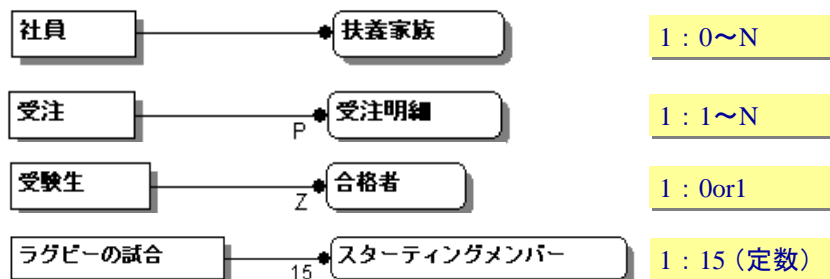 社員 扶養家族 1：0～N
受注 P 受注明細 1：1～N
受験生 Z 合格者 1：0or1
ラグビーの試合 15 スターティングメンバー 1：15（定数）